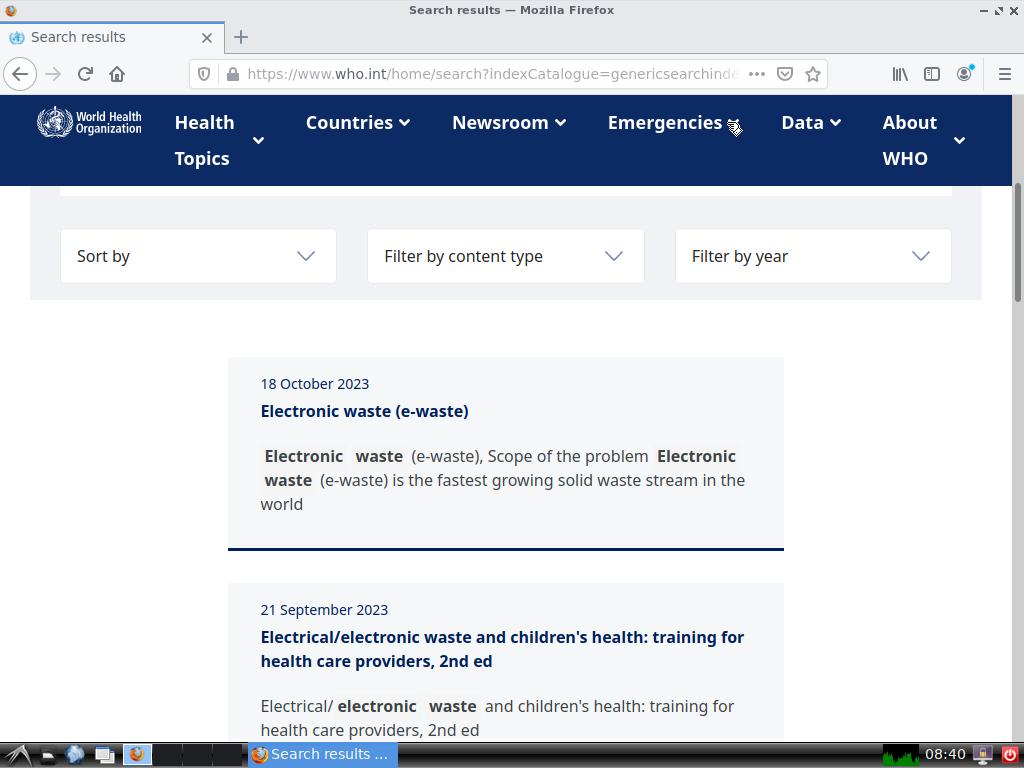 Search results — Mozilla Firefox
Search results
https://www.who.int/home/search?indexCatalogue=genericsearchinde
World Health
Organization
Health
Topics
Countries
Newsroom
Emergencies
Data
About
WHO
Sort by
Filter by content type
Filter by year
18 October 2023
Electronic waste (e-waste)
Electronic waste (e-waste), Scope of the problem Electronic
waste (e-waste) is the fastest growing solid waste stream in the
world
21 September 2023
Electrical/electronic waste and children's health: training for
health care providers, 2nd ed
Electrical/ electronic waste and children's health: training for
health care providers, 2nd ed
Search results ...
08:40